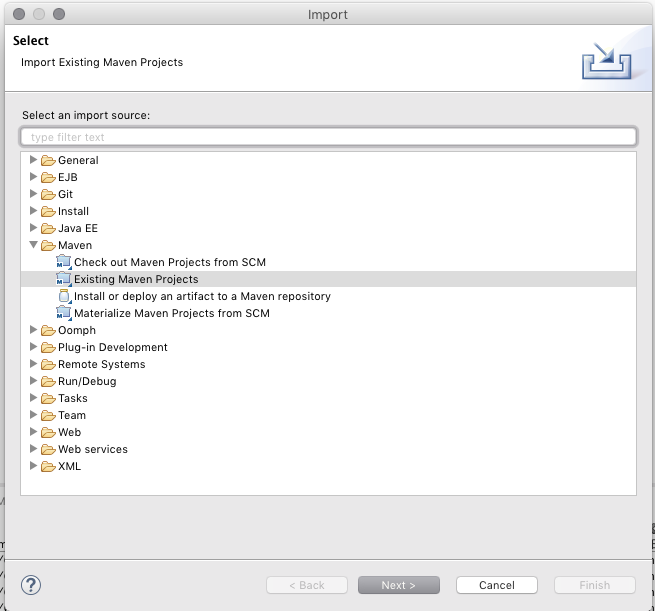 Import
Select
Import Existing Maven Projects
Select an import source:
type filter text
General
EJB
Git
Install
Java EE
Maven
Check out Maven Projects from SCM
Existing Maven Projects
Install or deploy an artifact to a Maven repository
Materialize Maven Projects from SCM
Oomph
Plug-in Development
Remote Systems
Run/Debug
Tasks
Team
Web
Web services
XML
? < Back Next > Cancel Finish